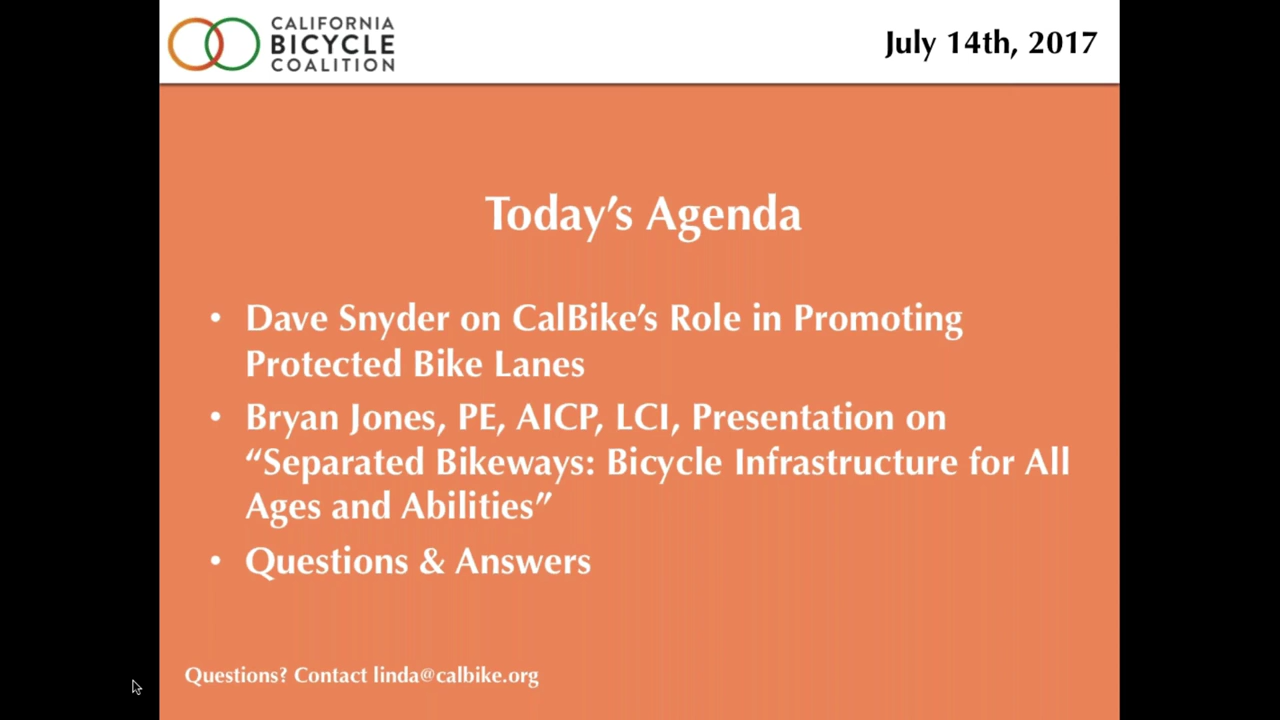 CALIFORNIA
BICYCLE
COALITION
July 14th, 2017
Today’s Agenda
• Dave Snyder on CalBike’s Role in Promoting
Protected Bike Lanes
• Bryan Jones, PE, AICP, LCI, Presentation on
“Separated Bikeways: Bicycle Infrastructure for All
Ages and Abilities”
• Questions & Answers
Questions? Contact linda@calbike.org